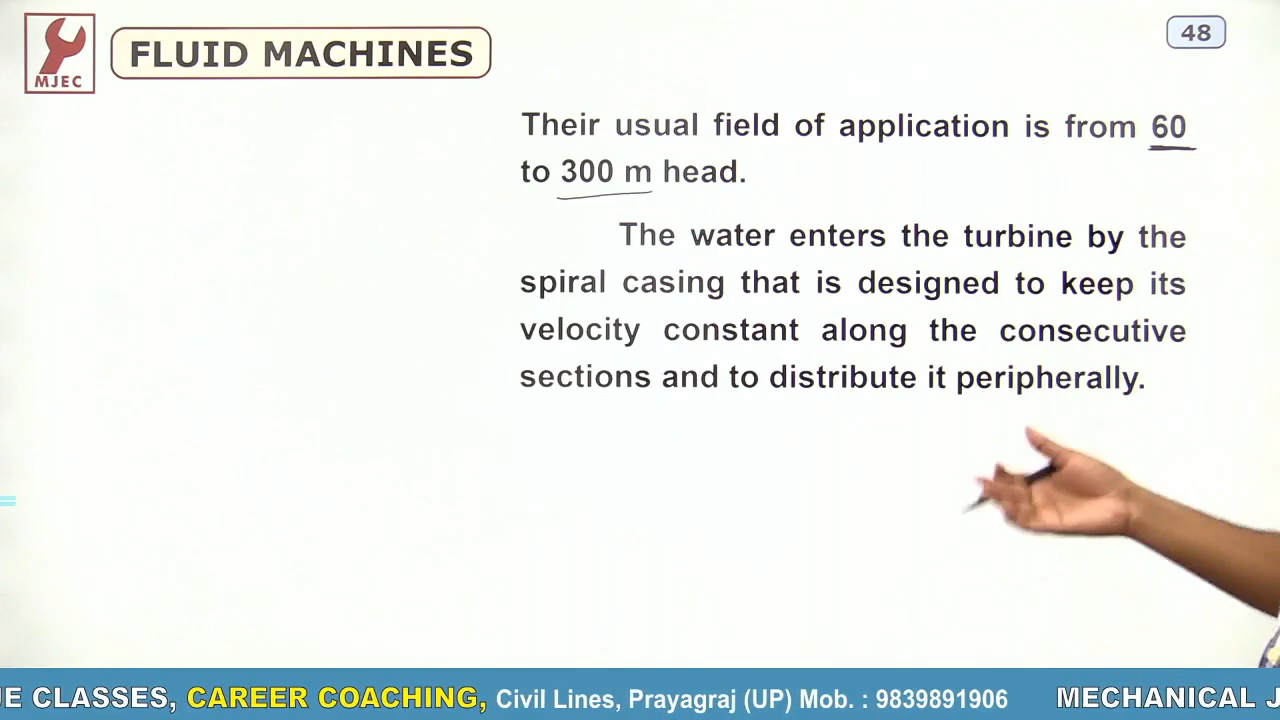 MJEC
FLUID MACHINES
48
Their usual field of application is from 60
to 300 m head.
The water enters the turbine by the
spiral casing that is designed to keep its
velocity constant along the consecutive
sections and to distribute it peripherally.
UE CLASSES, CAREER COACHING, Civil Lines, Prayagraj (UP) Mob. : 9839891906 MECHANICAL J